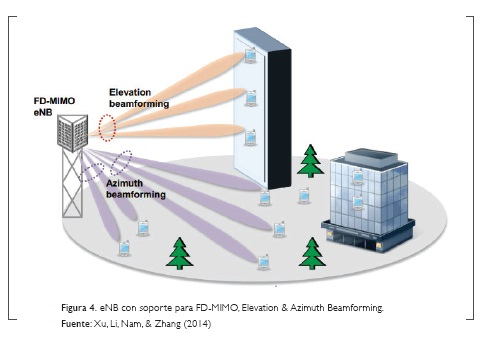 FD-MIMO
eNB
Elevation
beamforming
Azimuth
beamforming
Figura 4. eNB con soporte para FD-MIMO, Elevation & Azimuth Beamforming.
Fuente: Xu, Li, Nam, & Zhang (2014)